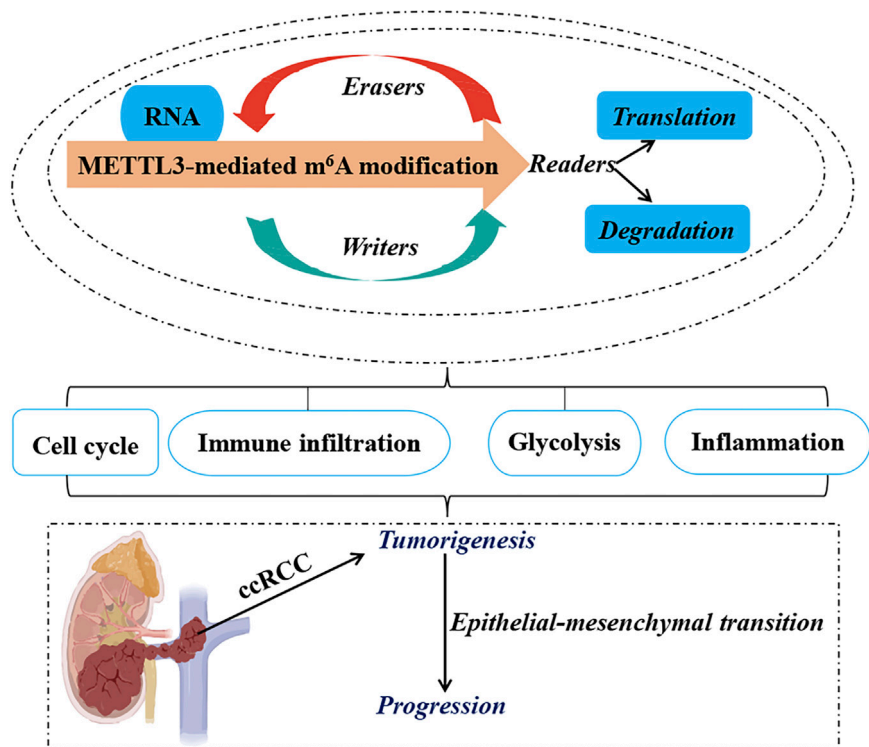 Erasers
RNA
Translation
METTL3-mediated m⁶A modification
Readers
Degradation
Writers
Cell cycle
Immune infiltration
Glycolysis
Inflammation
Tumorigenesis
ccRCC
Epithelial-mesenchymal transition
Progression